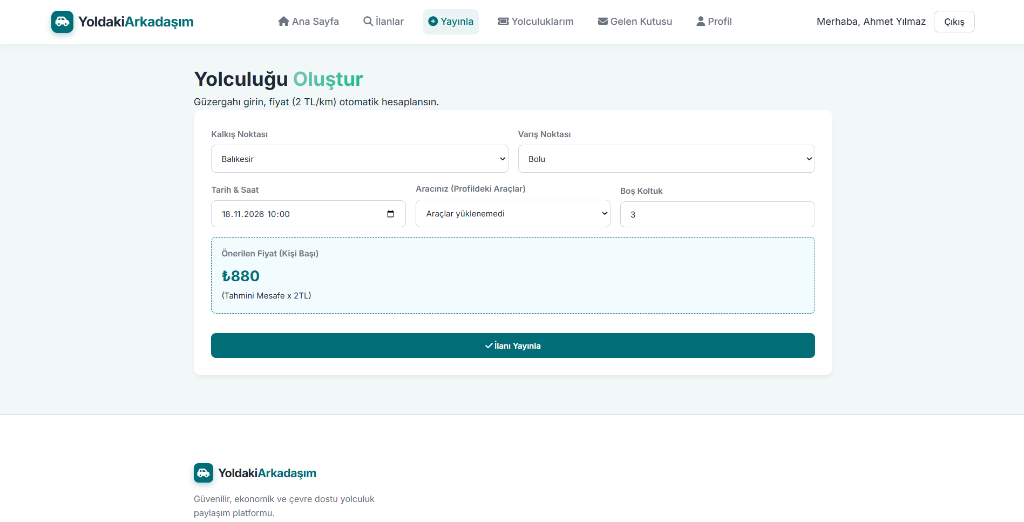 YoldakiArkadaşım
Ana Sayfa
İlanlar
Yayınla
Yolculuklarım
Gelen Kutusu
Profil
Merhaba, Ahmet Yılmaz
Çıkış
Yolculuğu Oluştur
Güzergahı girin, fiyat (2 TL/km) otomatik hesaplansın.
Kalkış Noktası
Varış Noktası
Balıkesir
Bolu
Tarih & Saat
Aracınız (Profildeki Araçlar)
Boş Koltuk
18.11.2026 10:00
Araçlar yüklenemedi
3
Önerilen Fiyat (Kişi Başı)
₺880
(Tahmini Mesafe x 2TL)
İlanı Yayınla
YoldakiArkadaşım
Güvenilir, ekonomik ve çevre dostu yolculuk
paylaşım platformu.